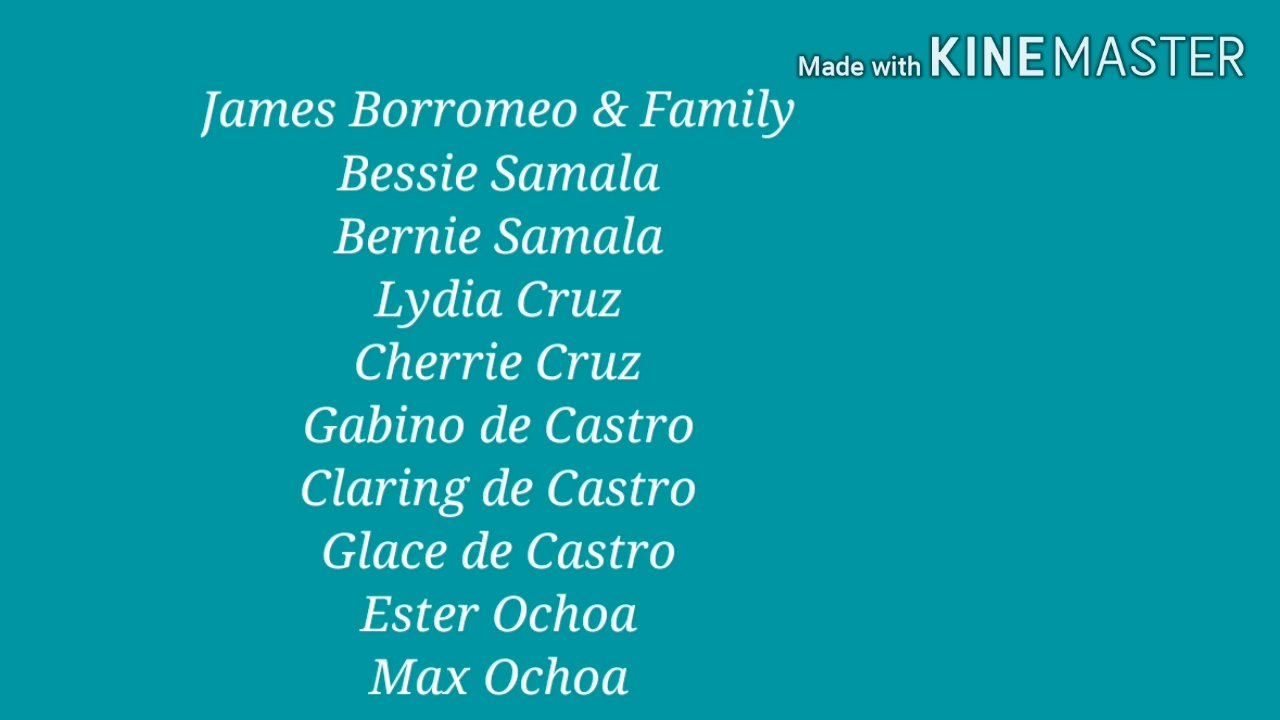 Made with KINEMASTER
James Borromeo & Family
Bessie Samala
Bernie Samala
Lydia Cruz
Cherrie Cruz
Gabino de Castro
Claring de Castro
Glace de Castro
Ester Ochoa
Max Ochoa